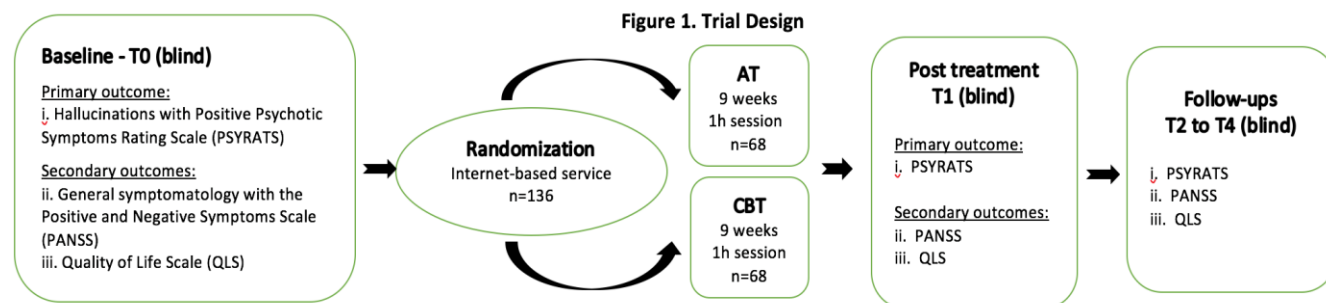 Figure 1. Trial Design
Baseline - T0 (blind)
Primary outcome:
i. Hallucinations with Positive Psychotic
Symptoms Rating Scale (PSYRATS)
Secondary outcomes:
ii. General symptomatology with the
Positive and Negative Symptoms Scale
(PANSS)
iii. Quality of Life Scale (QLS)
Randomization
Internet-based service
n=136
AT
9 weeks
1h session
n=68
CBT
9 weeks
1h session
n=68
Post treatment
T1 (blind)
Primary outcome:
i. PSYRATS
Secondary outcomes:
ii. PANSS
iii. QLS
Follow-ups
T2 to T4 (blind)
i. PSYRATS
ii. PANSS
iii. QLS